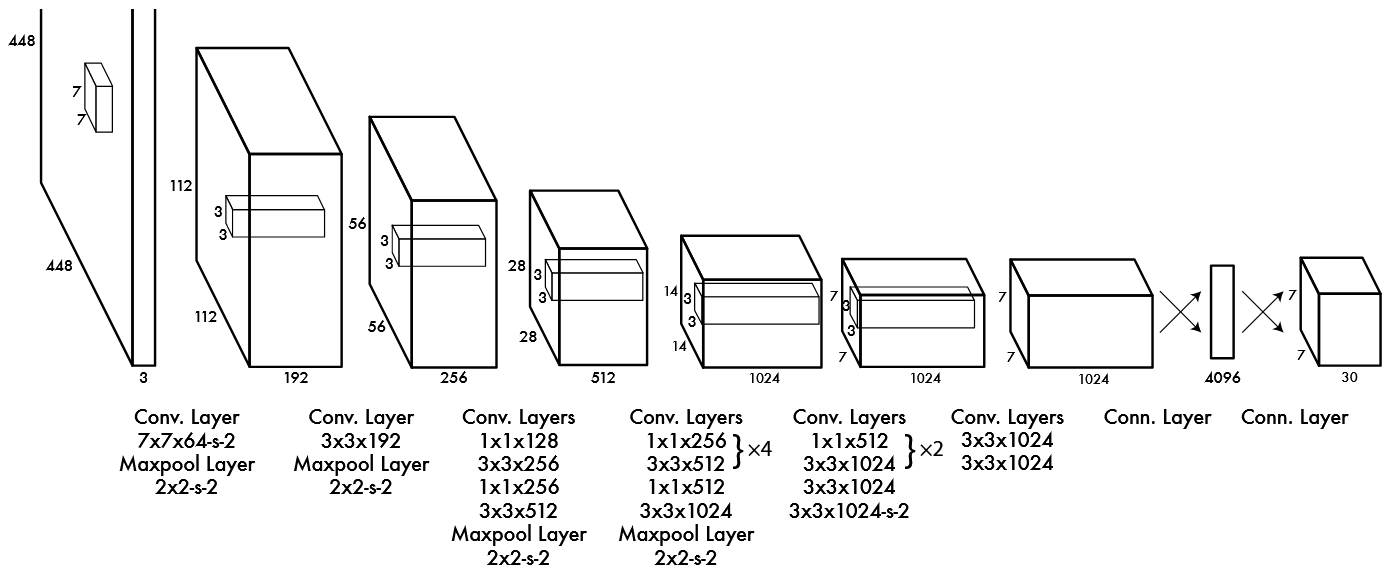 448
7
7
448
3
112
3
3
112
192
56
3
3
56
256
28
3
3
28
512
14
3
3
14
1024
7
3
3
7
1024
7
7
1024
4096
7
7
30
Conv. Layer
7x7x64-s-2
Maxpool Layer
2x2-s-2
Conv. Layer
3x3x192
Maxpool Layer
2x2-s-2
Conv. Layers
1x1x128
3x3x256
1x1x256
3x3x512
Maxpool Layer
2x2-s-2
Conv. Layers
1x1x256
3x3x512
}×4
1x1x512
3x3x1024
Maxpool Layer
2x2-s-2
Conv. Layers
1x1x512
3x3x1024
}×2
3x3x1024
3x3x1024-s-2
Conv. Layers
3x3x1024
3x3x1024
Conn. Layer
Conn. Layer